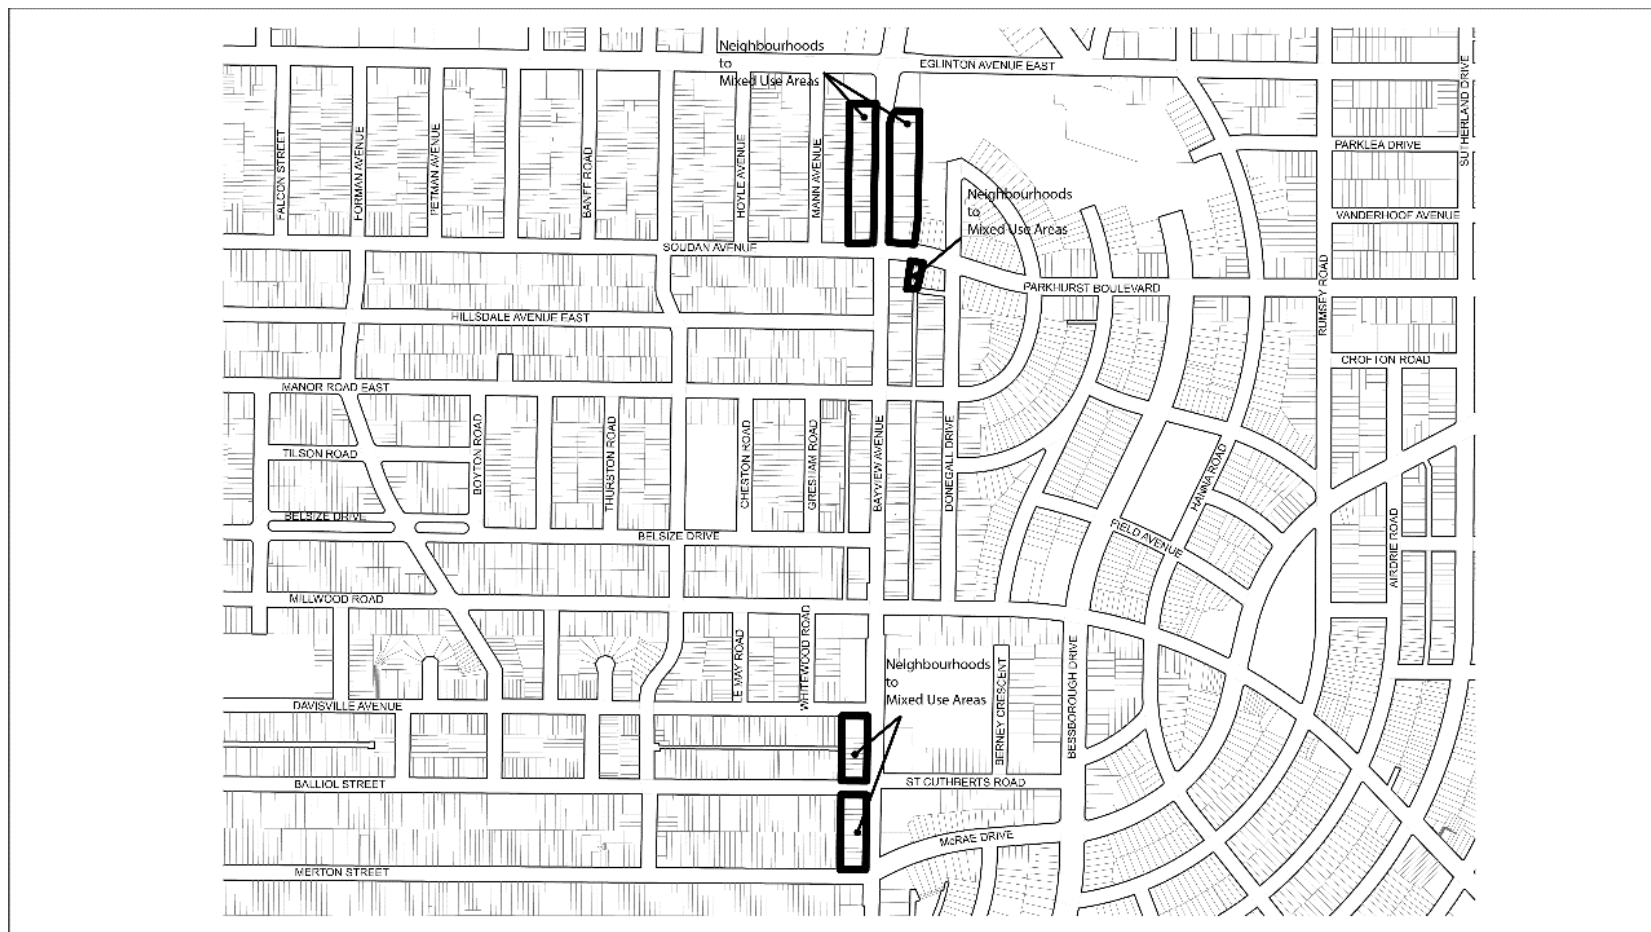 Neighbourhoods
to
Mixed Use Areas
EGLINTON AVENUE EAST
SUTHERLAND DRIVE
FALCON STREET
FORMAN AVENUE
PETMAN AVENUE
BANFF ROAD
HOYLE AVENUE
MANN AVENUE
PARKLEA DRIVE
Neighbourhoods
to
Mixed Use Areas
VANDERHOOF AVENUE
SOUDAN AVENUE
PARKHURST BOULEVARD
RUMSEY ROAD
HILLSDALE AVENUE EAST
CROFTON ROAD
MANOR ROAD EAST
TILSON ROAD
BOYTON ROAD
THURSTON ROAD
CHESTON ROAD
GRESHAM ROAD
BAYVIEW AVENUE
DONEGALL DRIVE
HANNA ROAD
BELSIZE DRIVE
BELSIZE DRIVE
FIELD AVENUE
AIRDRIE ROAD
MILLWOOD ROAD
E MAY ROAD
WHITEWOOD ROAD
Neighbourhoods
to
Mixed Use Areas
BERNEY CRESCENT
BESSBOROUGH DRIVE
DAVISVILLE AVENUE
BALLIOL STREET
ST CUTHBERTS ROAD
McRAE DRIVE
MERTON STREET